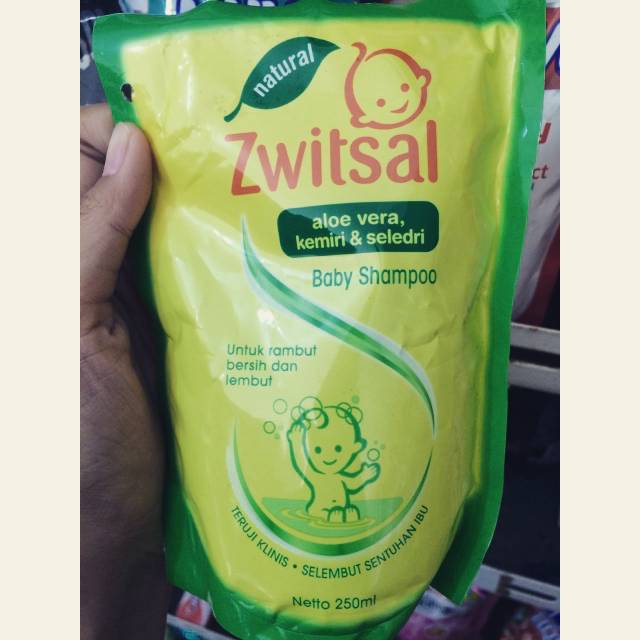 natural
Zwitsal
aloe vera,
kemiri & seledri
Baby Shampoo
Untuk rambut
bersih dan
lembut
TERUJI KLINIS • SELEMBUT SENTUHAN IBU
Netto 250ml
ct